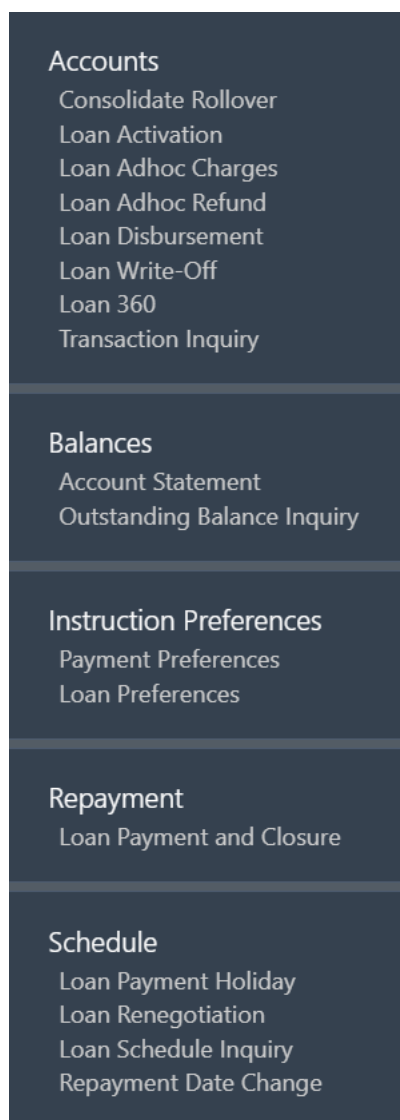 Accounts
Consolidate Rollover
Loan Activation
Loan Adhoc Charges
Loan Adhoc Refund
Loan Disbursement
Loan Write-Off
Loan 360
Transaction Inquiry
Balances
Account Statement
Outstanding Balance Inquiry
Instruction Preferences
Payment Preferences
Loan Preferences
Repayment
Loan Payment and Closure
Schedule
Loan Payment Holiday
Loan Renegotiation
Loan Schedule Inquiry
Repayment Date Change